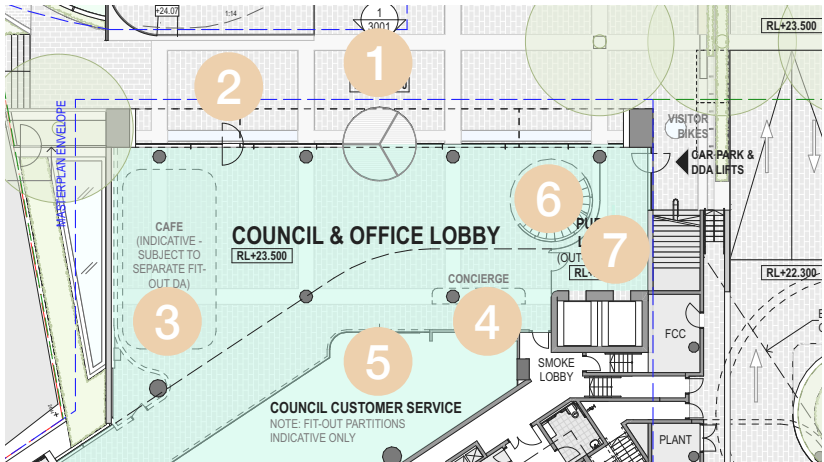 +24.07
1:14
1
3001
1
RL+23.500
2
MASTERPLAN ENVELOPE
VISITOR
BIKES
CAR PARK &
DDA LIFTS
6
CAFE
(INDICATIVE -
SUBJECT TO
SEPARATE FIT-
OUT DA)
COUNCIL & OFFICE LOBBY
RL+23.500
7
CONCIERGE
RL+22.300
3
4
5
FCC
SMOKE
LOBBY
COUNCIL CUSTOMER SERVICE
NOTE: FIT-OUT PARTITIONS
INDICATIVE ONLY
PLANT